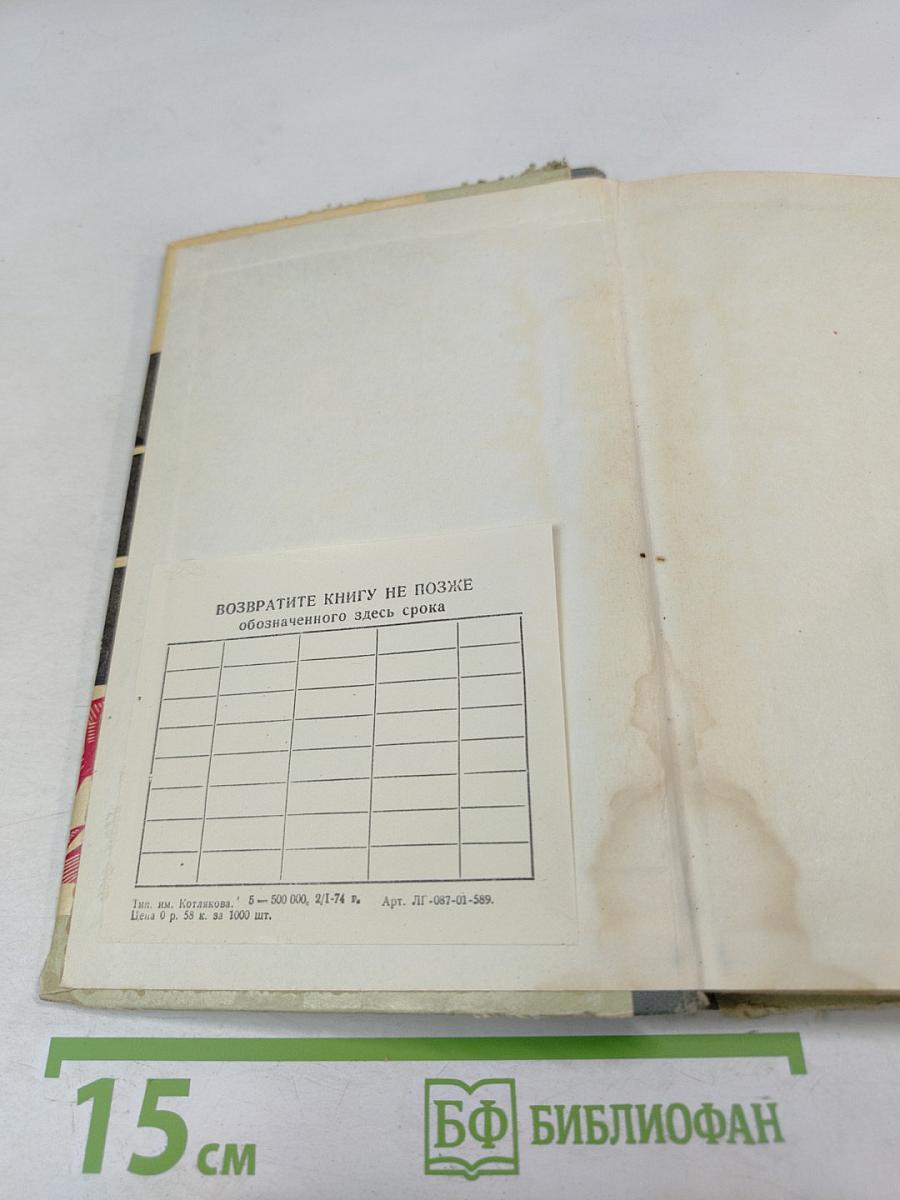 ВОЗВРАТИТЕ КНИГУ НЕ ПОЗЖЕ
обозначенного здесь срока
Тип. им. Котлякова. 5 — 500 000, 2/I-74 г. Арт. ЛГ-087-01-589.
Цена 0 р. 58 к. за 1000 шт.
15 см
БФ БИБЛИОФАН